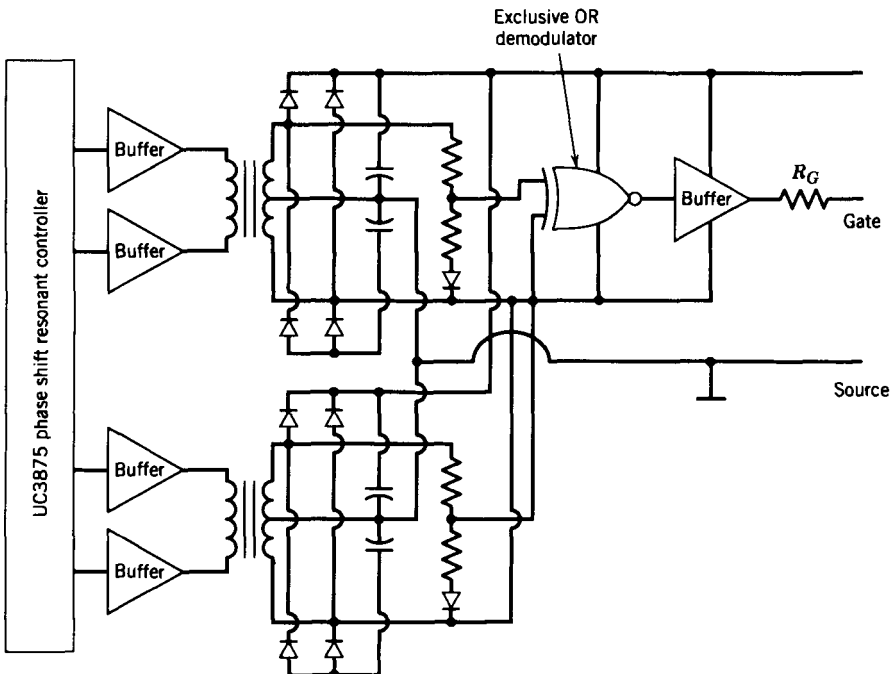 Exclusive OR
demodulator
UC3875 phase shift resonant controller
Buffer
Buffer
Buffer
R_G
Gate
Source
Buffer
Buffer